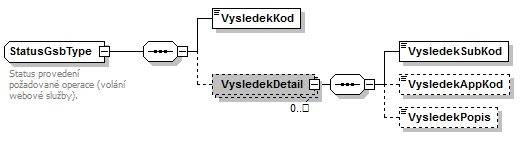 VysledekKod
StatusGsbType
Status provedení
požadované operace (volání
webové služby).
VysledekDetail
0..
VysledekSubKod
VysledekAppKod
VysledekPopis